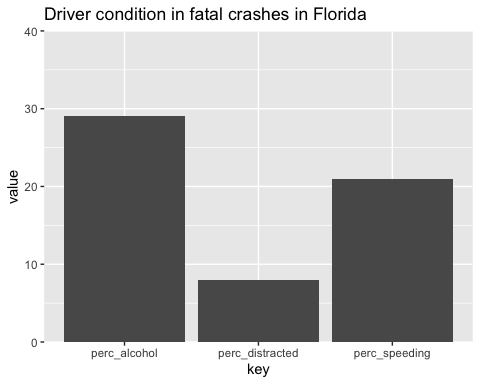 Driver condition in fatal crashes in Florida
40
30
20
10
0
value
perc_alcohol perc_distracted perc_speeding
key